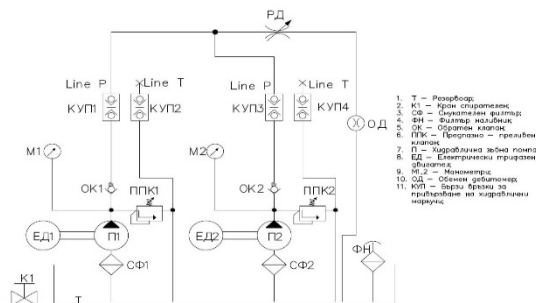 РД
Line P
Line T
Line P
Line T
КУП1
КУП2
КУП3
КУП4
ОД
М1
М2
ОК1
ППК1
ОК2
ППК2
ЕД1
П1
ЕД2
П2
СФ1
СФ2
ФН
К1
Т
1. Т – Резервоар;
2. К1 – Кран спирателен;
3. СФ – Смукателен филтър;
4. ФН – Филтър наливник;
5. ОК – Обратен клапан;
6. ППК – Предпазно – преливен
клапан;
7. П – Хидравлична зъбна помпа
8. ЕД – Електрически трифазен
двигател;
9. М1,2 – Манометри;
10. ОД – Обемен дебитомер;
11. КУП – Бързи връзки за
привързване на хидравлични
маркучи;